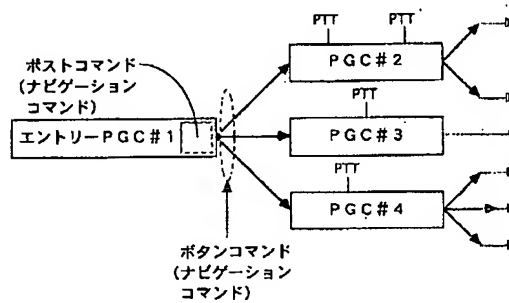 PTT PTT
PGC#2
ポストコマンド
(ナビゲーション
コマンド)
PTT
エントリーPGC#1
PGC#3
PTT
PGC#4
ボタンコマンド
(ナビゲーション
コマンド)